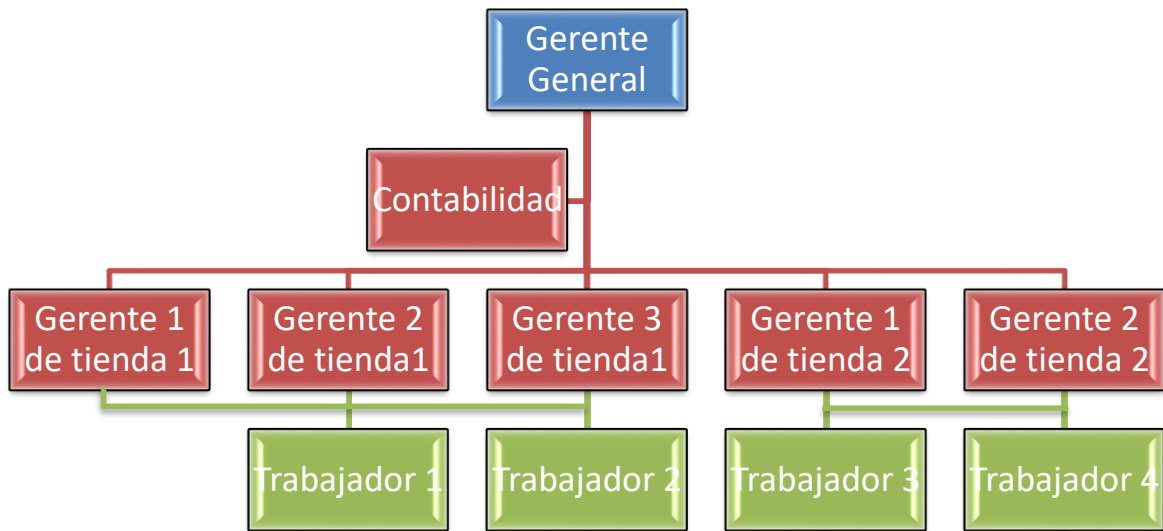 Gerente
General
Contabilidad
Gerente 1
de tienda 1
Gerente 2
de tienda1
Gerente 3
de tienda1
Gerente 1
de tienda 2
Gerente 2
de tienda 2
Trabajador 1
Trabajador 2
Trabajador 3
Trabajador 4